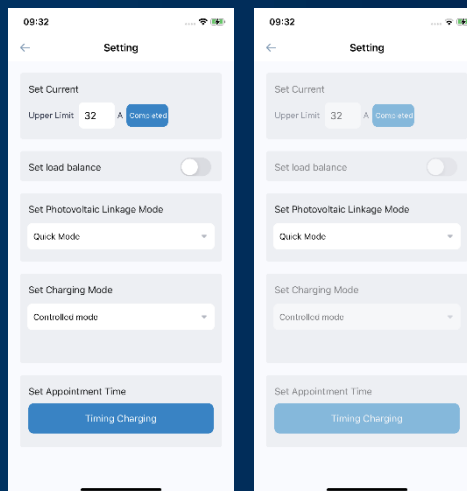 09:32
Setting
Set Current
Upper Limit 32 A Completed
Set load balance
Set Photovoltaic Linkage Mode
Quick Mode
Set Charging Mode
Controlled mode
Set Appointment Time
Timing Charging
09:32
Setting
Set Current
Upper Limit 32 A Completed
Set load balance
Set Photovoltaic Linkage Mode
Quick Mode
Set Charging Mode
Controlled mode
Set Appointment Time
Timing Charging